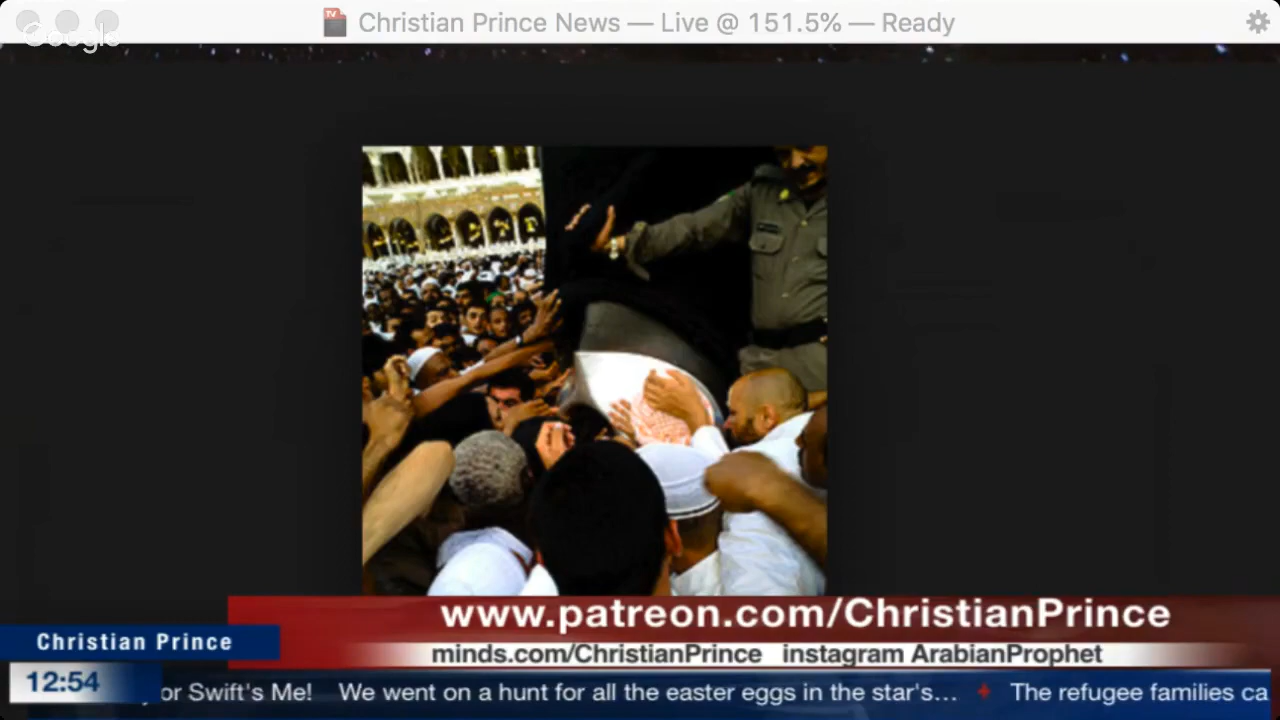 Christian Prince News — Live @ 151.5% — Ready
Google
www.patreon.com/ChristianPrince
Christian Prince
minds.com/ChristianPrince instagram ArabianProphet
12:54
or Swift's Me! We went on a hunt for all the easter eggs in the star's... The refugee families ca